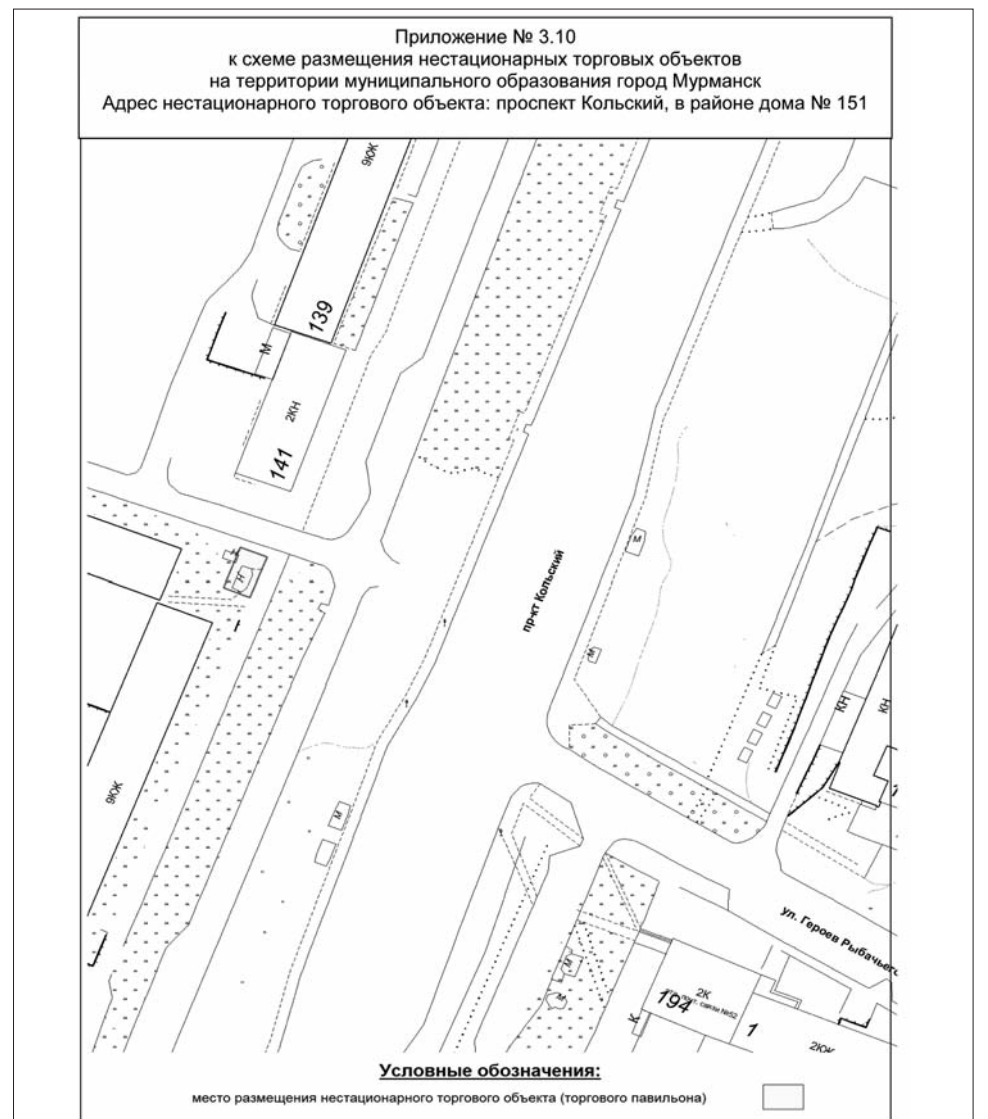 Приложение № 3.10
к схеме размещения нестационарных торговых объектов
на территории муниципального образования город Мурманск
Адрес нестационарного торгового объекта: проспект Кольский, в районе дома № 151
9КЖ
139
М
2КН
141
Н
М
пр-кт Кольский
М
КН
КН
9КЖ
М
ул. Героев Рыбачьего
М
М
2К
194
связи №52
К
1
2КЖ
Условные обозначения:
место размещения нестационарного торгового объекта (торгового павильона)